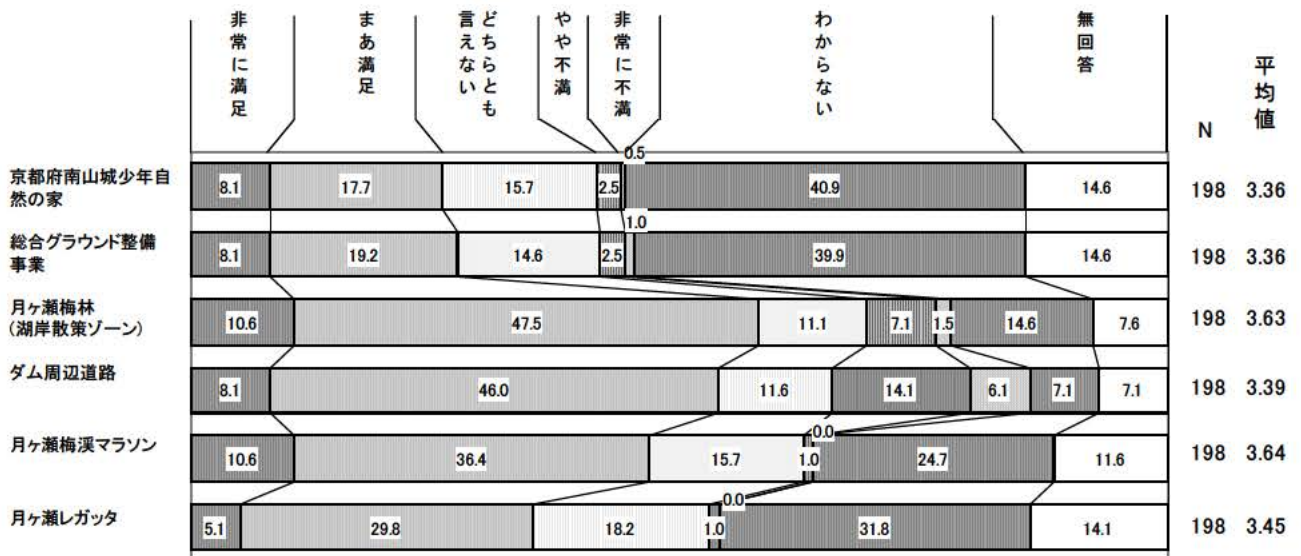 非常に満足
まあ満足
どちらとも
言えない
やや不満
非常に不満
わからない
無回答
N
平均値
0.5
京都府南山城少年自
然の家
8.1 17.7 15.7 2.5 40.9 14.6 198 3.36
1.0
総合グラウンド整備
事業
8.1 19.2 14.6 2.5 39.9 14.6 198 3.36
月ヶ瀬梅林
(湖岸散策ゾーン)
10.6 47.5 11.1 7.1 1.5 14.6 7.6 198 3.63
ダム周辺道路
8.1 46.0 11.6 14.1 6.1 7.1 7.1 198 3.39
0.0
月ヶ瀬梅渓マラソン
10.6 36.4 15.7 1.0 24.7 11.6 198 3.64
0.0
月ヶ瀬レガッタ
5.1 29.8 18.2 1.0 31.8 14.1 198 3.45